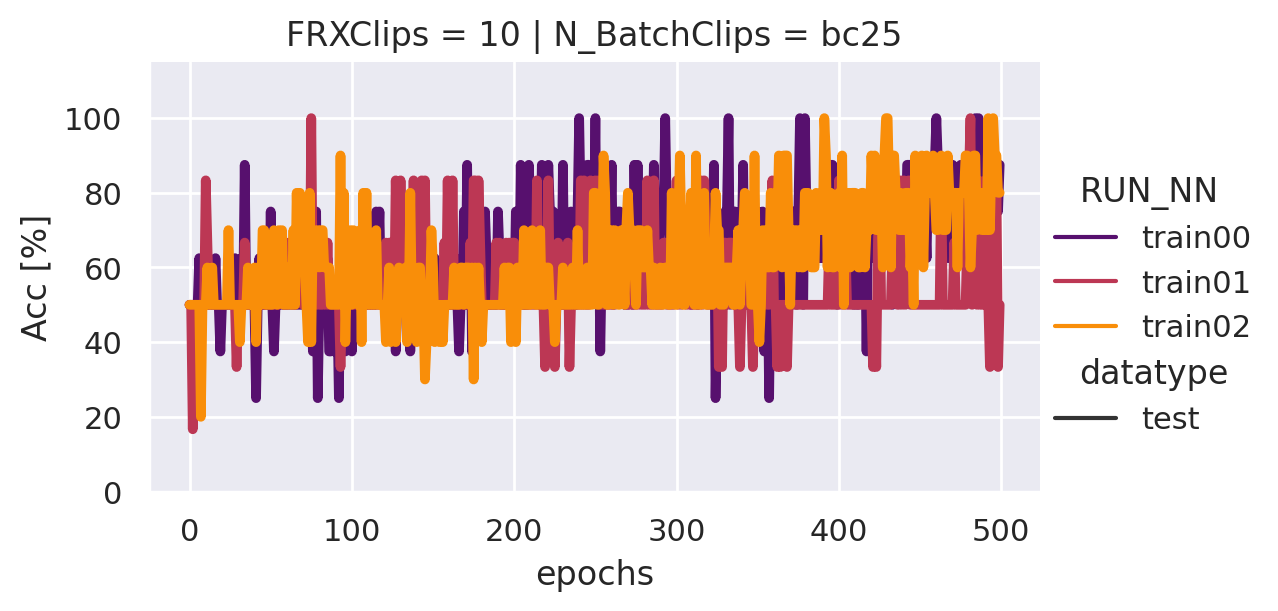 FRXClips = 10 | N_BatchClips = bc25
Acc [%]
100
80
60
40
20
0
0 100 200 300 400 500
epochs
RUN_NN
train00
train01
train02
datatype
test